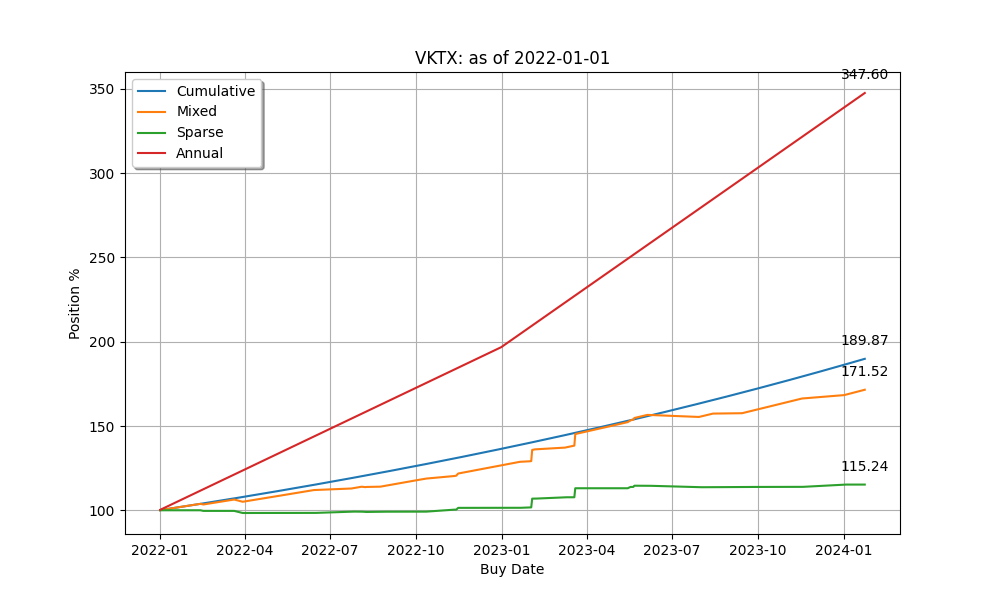 VKTX: as of 2022-01-01
347.60
350
Cumulative
Mixed
Sparse
Annual
300
250
Position %
200
189.87
171.52
150
115.24
100
2022-01 2022-04 2022-07 2022-10 2023-01 2023-04 2023-07 2023-10 2024-01
Buy Date